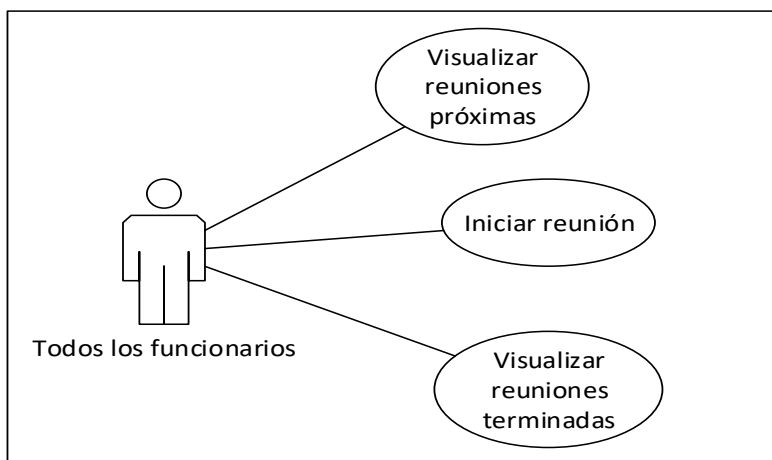 Visualizar
reuniones
próximas
Iniciar reunión
Todos los funcionarios
Visualizar
reuniones
terminadas